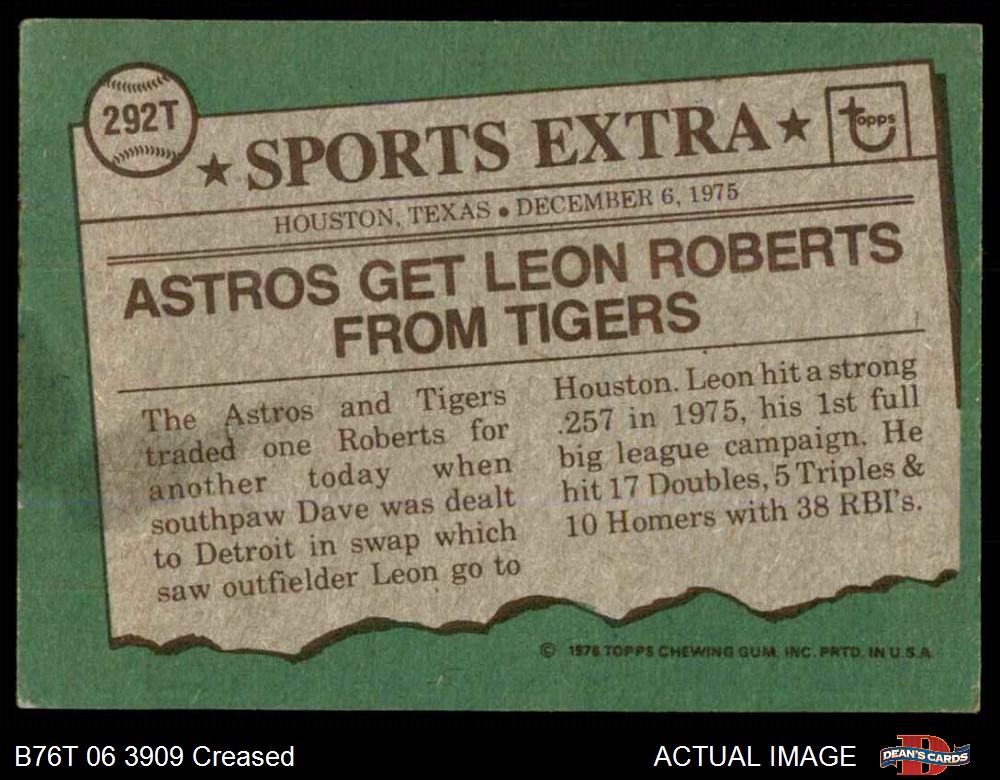 292T
★ SPORTS EXTRA ★
topps
HOUSTON, TEXAS • DECEMBER 6, 1975
ASTROS GET LEON ROBERTS
FROM TIGERS
The Astros and Tigers
traded one Roberts for
another today when
southpaw Dave was dealt
to Detroit in swap which
saw outfielder Leon go to
Houston. Leon hit a strong
.257 in 1975, his 1st full
big league campaign. He
hit 17 Doubles, 5 Triples &
10 Homers with 38 RBI's.
© 1976 TOPPS CHEWING GUM, INC. PRTD. IN U.S.A.
B76T 06 3909 Creased
ACTUAL IMAGE
D
DEAN'S CARDS